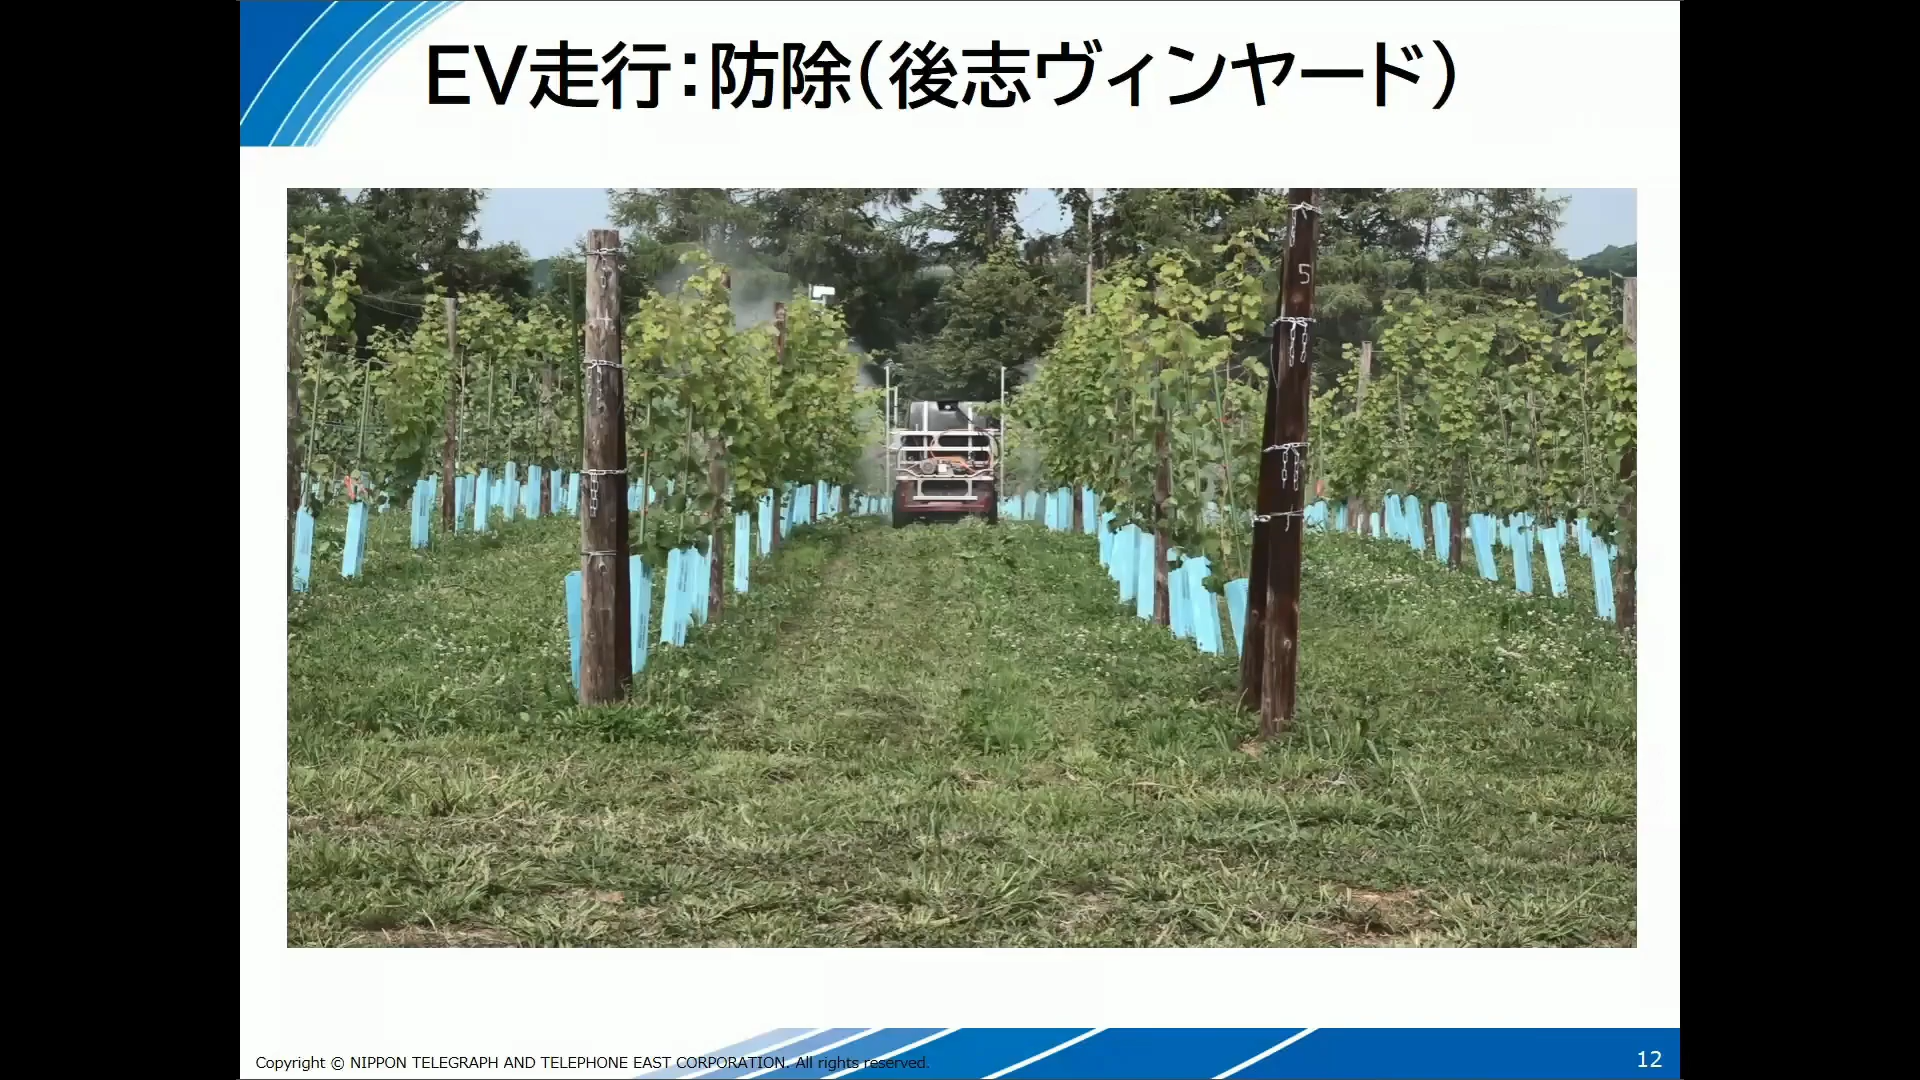 EV走行：防除（後志ヴィンヤード）
5
Copyright © NIPPON TELEGRAPH AND TELEPHONE EAST CORPORATION. All rights reserved.
12